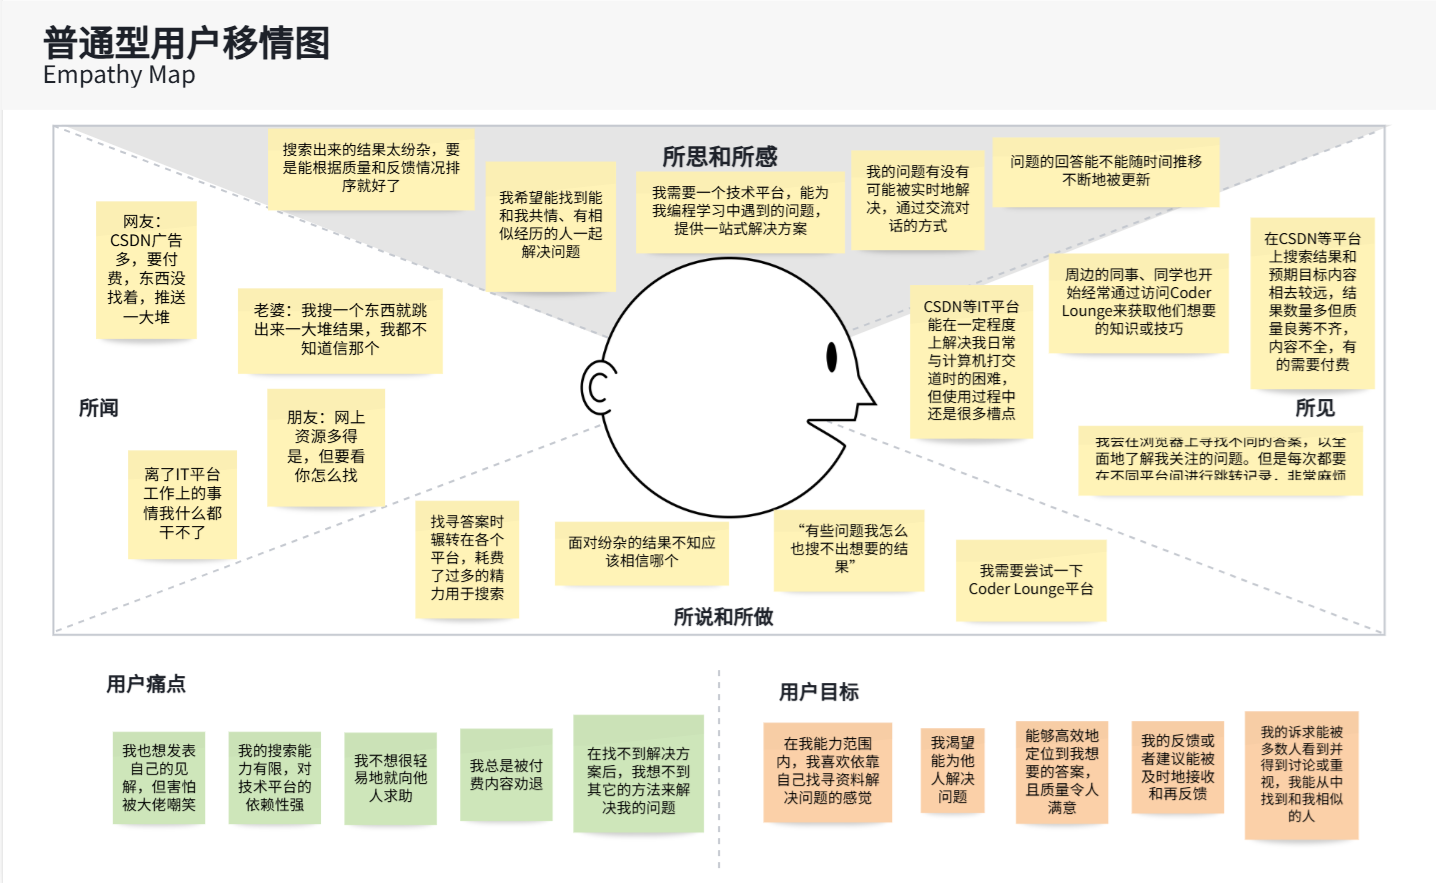 普通型用户移情图
Empathy Map
所思和所感
搜索出来的结果太纷杂，要
是能根据质量和反馈情况排
序就好了
我希望能找到能
和我共情、有相
似经历的人一起
解决问题
我需要一个技术平台，能为
我编程学习中遇到的问题，
提供一站式解决方案
我的问题有没有
可能被实时地解
决，通过交流对
话的方式
问题的回答能不能随时间推移
不断地被更新
网友：
CSDN广告
多，要付
费，东西没
找着，推送
一大堆
老婆：我搜一个东西就跳
出来一大堆结果，我都不
知道信那个
所闻
朋友：网上
资源多得
是，但要看
你怎么找
离了IT平台
工作上的事
情我什么都
干不了
CSDN等IT平台
能在一定程度
上解决我日常
与计算机打交
道时的困难，
但使用过程中
还是很多槽点
周边的同事、同学也开
始经常通过访问Coder
Lounge来获取他们想要
的知识或技巧
在CSDN等平台
上搜索结果和
预期目标内容
相去较远，结
果数量多但质
量良莠不齐，
内容不全，有
的需要付费
所见
我会在浏览器上寻找不同的答案，以全
面地了解我关注的问题。但是每次都要
在不同平台间进行跳转记录，非常麻烦
找寻答案时
辗转在各个
平台，耗费
了过多的精
力用于搜索
面对纷杂的结果不知应
该相信哪个
“有些问题我怎么
也搜不出想要的结
果”
我需要尝试一下
Coder Lounge平台
所说和所做
用户痛点
我也想发表
自己的见
解，但害怕
被大佬嘲笑
我的搜索能
力有限，对
技术平台的
依赖性强
我不想很轻
易地就向他
人求助
我总是被付
费内容劝退
在找不到解决方
案后，我想不到
其它的方法来解
决我的问题
用户目标
在我能力范围
内，我喜欢依靠
自己找寻资料解
决问题的感觉
我渴望
能为他
人解决
问题
能够高效地
定位到我想
要的答案，
且质量令人
满意
我的反馈或
者建议能被
及时地接收
和再反馈
我的诉求能被
多数人看到并
得到讨论或重
视，我能从中
找到和我相似
的人